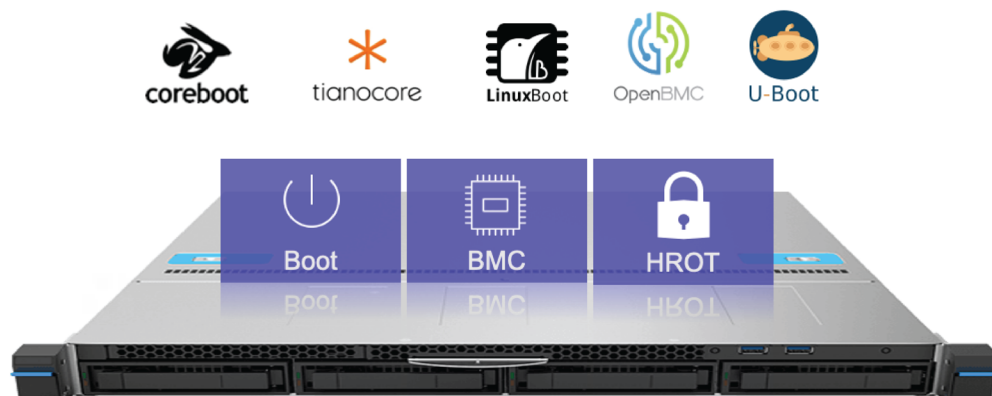 coreboot
tianocore
LinuxBoot
OpenBMC
U-Boot
Boot
BMC
HROT